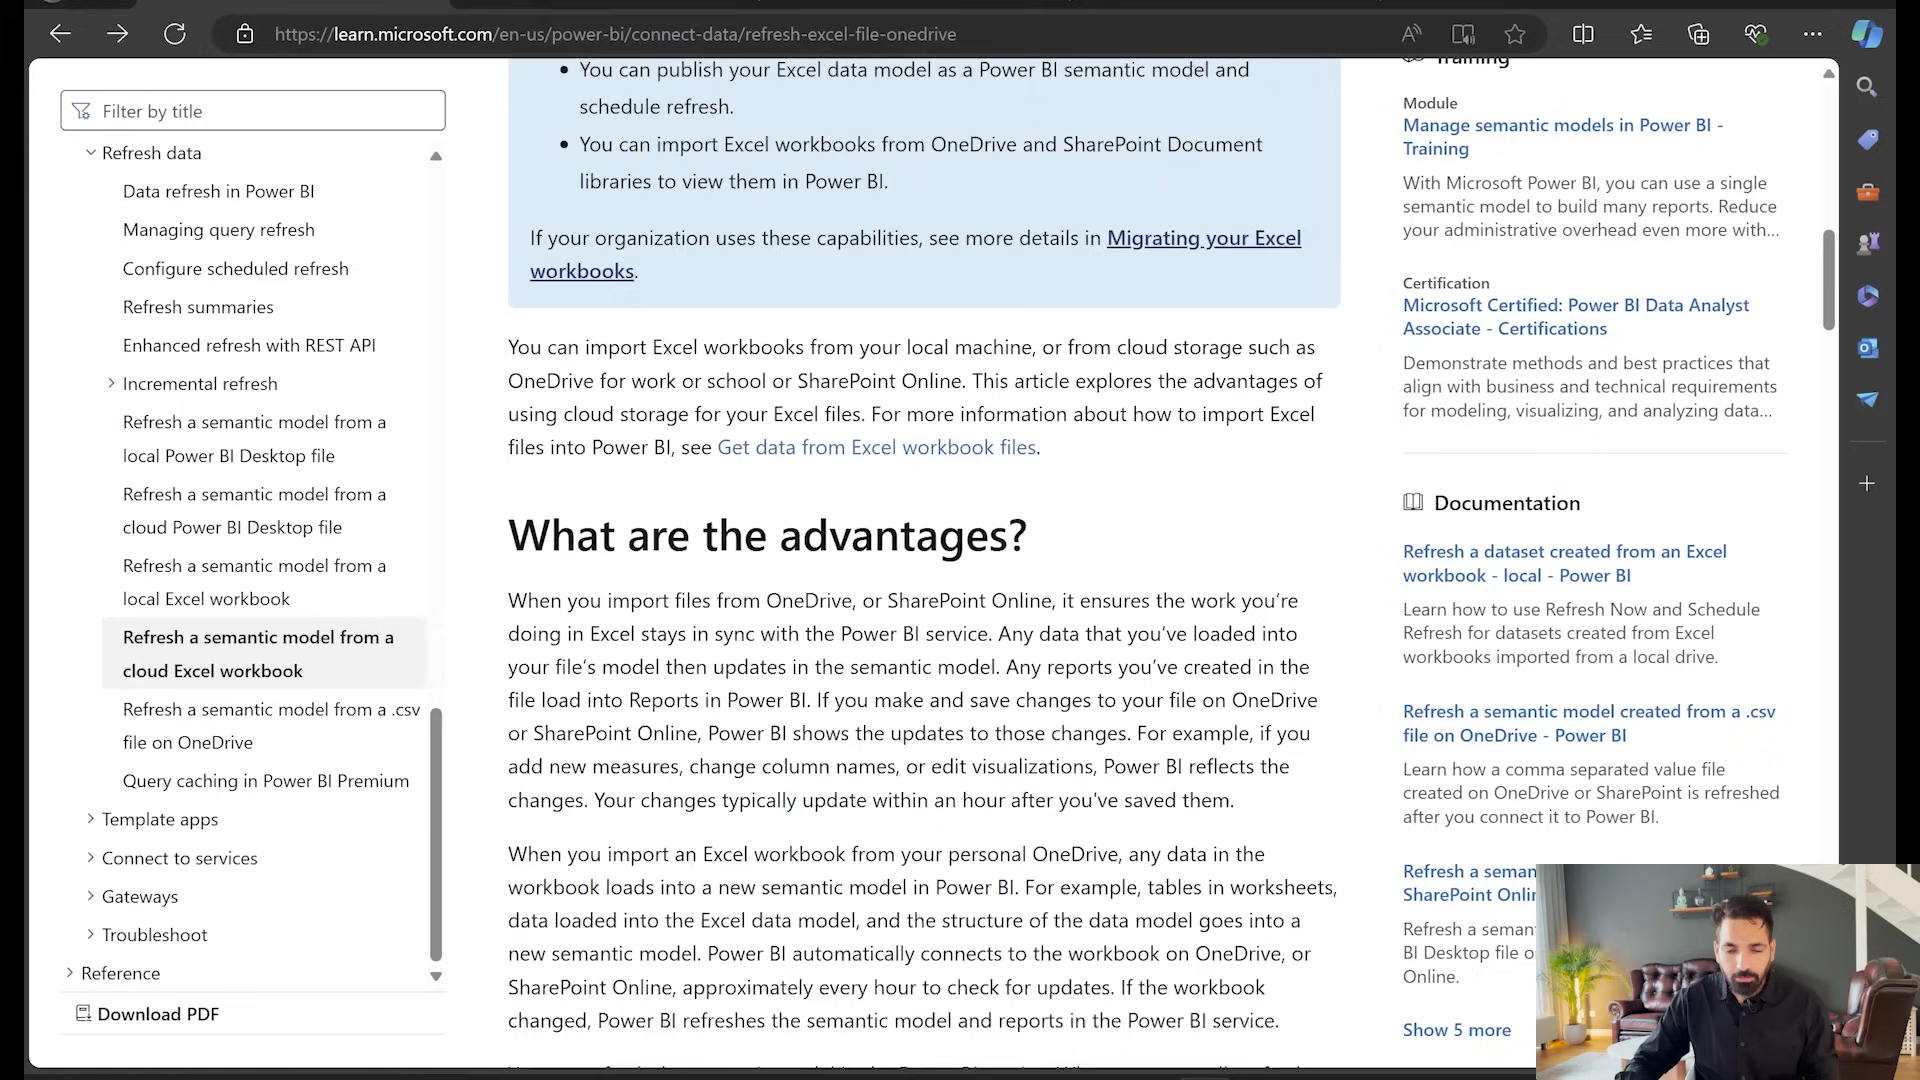 https://learn.microsoft.com/en-us/power-bi/connect-data/refresh-excel-file-onedrive
Filter by title
Refresh data
Data refresh in Power BI
Managing query refresh
Configure scheduled refresh
Refresh summaries
Enhanced refresh with REST API
Incremental refresh
Refresh a semantic model from a
local Power BI Desktop file
Refresh a semantic model from a
cloud Power BI Desktop file
Refresh a semantic model from a
local Excel workbook
Refresh a semantic model from a
cloud Excel workbook
Refresh a semantic model from a .csv
file on OneDrive
Query caching in Power BI Premium
Template apps
Connect to services
Gateways
Troubleshoot
Reference
Download PDF
You can publish your Excel data model as a Power BI semantic model and
schedule refresh.
You can import Excel workbooks from OneDrive and SharePoint Document
libraries to view them in Power BI.
If your organization uses these capabilities, see more details in Migrating your Excel
workbooks.
You can import Excel workbooks from your local machine, or from cloud storage such as
OneDrive for work or school or SharePoint Online. This article explores the advantages of
using cloud storage for your Excel files. For more information about how to import Excel
files into Power BI, see Get data from Excel workbook files.
What are the advantages?
When you import files from OneDrive, or SharePoint Online, it ensures the work you're
doing in Excel stays in sync with the Power BI service. Any data that you've loaded into
your file's model then updates in the semantic model. Any reports you've created in the
file load into Reports in Power BI. If you make and save changes to your file on OneDrive
or SharePoint Online, Power BI shows the updates to those changes. For example, if you
add new measures, change column names, or edit visualizations, Power BI reflects the
changes. Your changes typically update within an hour after you've saved them.
When you import an Excel workbook from your personal OneDrive, any data in the
workbook loads into a new semantic model in Power BI. For example, tables in worksheets,
data loaded into the Excel data model, and the structure of the data model goes into a
new semantic model. Power BI automatically connects to the workbook on OneDrive, or
SharePoint Online, approximately every hour to check for updates. If the workbook
changed, Power BI refreshes the semantic model and reports in the Power BI service.
Training
Module
Manage semantic models in Power BI -
Training
With Microsoft Power BI, you can use a single
semantic model to build many reports. Reduce
your administrative overhead even more with...
Certification
Microsoft Certified: Power BI Data Analyst
Associate - Certifications
Demonstrate methods and best practices that
align with business and technical requirements
for modeling, visualizing, and analyzing data...
Documentation
Refresh a dataset created from an Excel
workbook - local - Power BI
Learn how to use Refresh Now and Schedule
Refresh for datasets created from Excel
workbooks imported from a local drive.
Refresh a semantic model created from a .csv
file on OneDrive - Power BI
Learn how a comma separated value file
created on OneDrive or SharePoint is refreshed
after you connect it to Power BI.
Refresh a seman
SharePoint Onlin
Refresh a seman
BI Desktop file o
Online.
Show 5 more